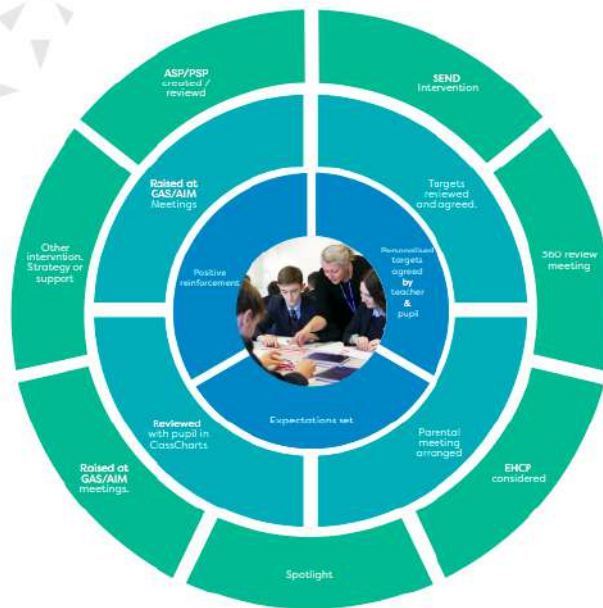 ASP/PSP
created /
reviewd
SEND
Intervention
Raised at
GAS/AIM
Meetings
Targets
reviewed
and agreed.
Other
intervntion.
Strategy or
support
Positive
reinforcement
Personalised
targets
agreed
by
teacher
&
pupil
360 review
meeting
Expectations set
Reviewed
with pupil in
ClassCharts
Parental
meeting
arranged
Raised at
GAS/AIM
meetings.
EHCP
considered
Spotlight